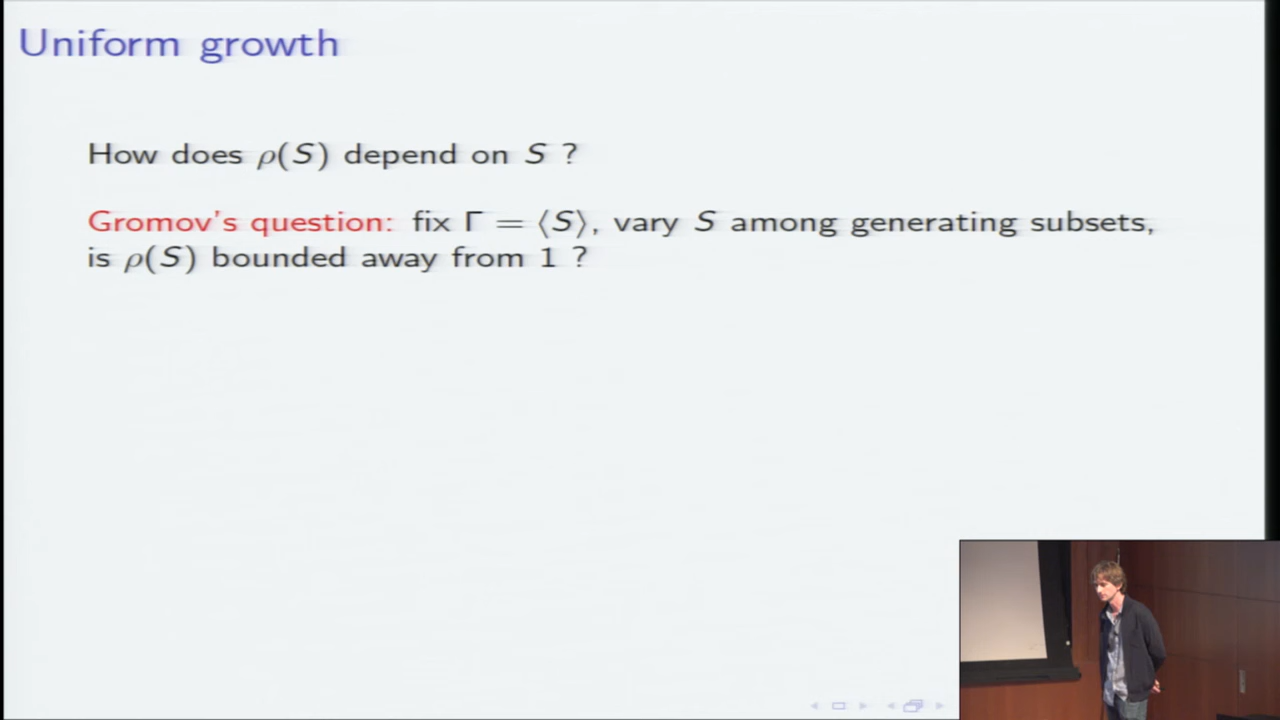 Uniform growth
How does ρ(S) depend on S ?
Gromov's question: fix Γ = ⟨S⟩, vary S among generating subsets,
is ρ(S) bounded away from 1 ?